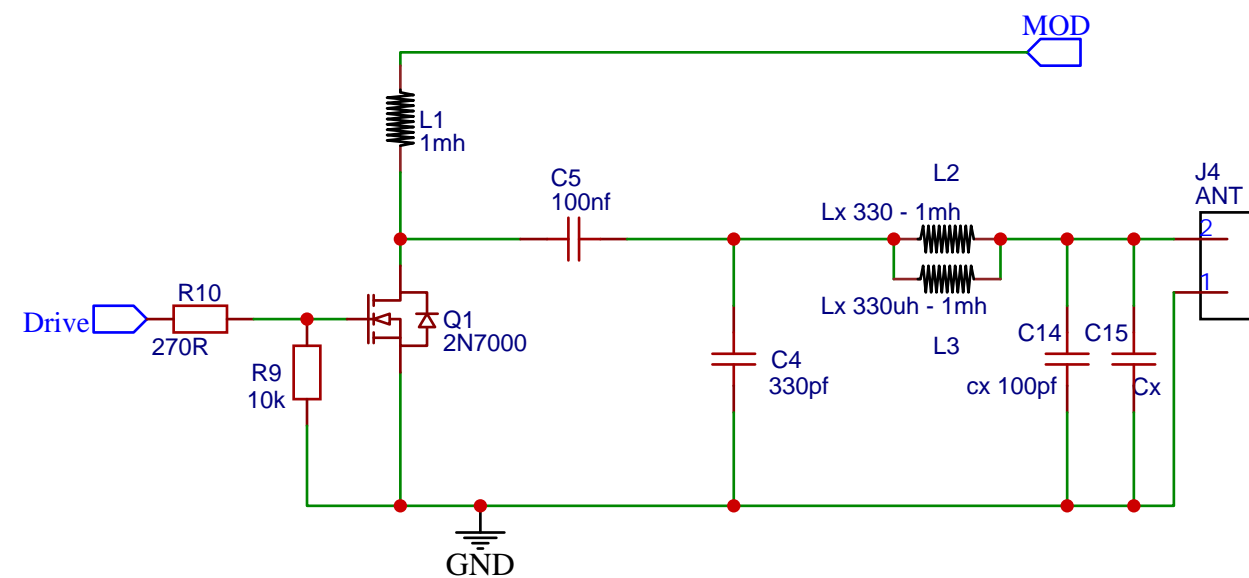 MOD
L1
1mh
C5
100nf
L2
Lx 330 - 1mh
J4
ANT
2
1
Drive
R10
270R
Q1
2N7000
Lx 330uh - 1mh
L3
R9
10k
C4
330pf
C14
cx 100pf
C15
Cx
GND